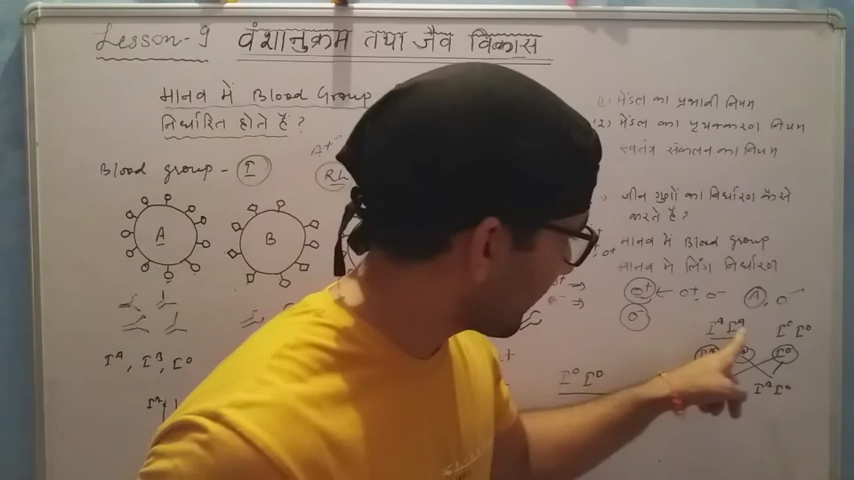 Lesson-9 वंशानुक्रम तथा जैव विकास
मानव में Blood Group
निर्धारित होते हैं ?
Blood group - I
A+
Rh
A
B
I^A, I^B, I^O
I^A
I^O I^O
(1) मेंडल का प्रभावी नियम
(2) मेंडल का पृथक्करण नियम
स्वतंत्र संकलन का नियम
जीन गुणों का निर्धारण कैसे
करते है ?
मानव में Blood group
मानव में लिंग निर्धारण
O+ ← O+ O-
A, O-
O-
I^A I^A I^O I^O
I^O
I^A I^O